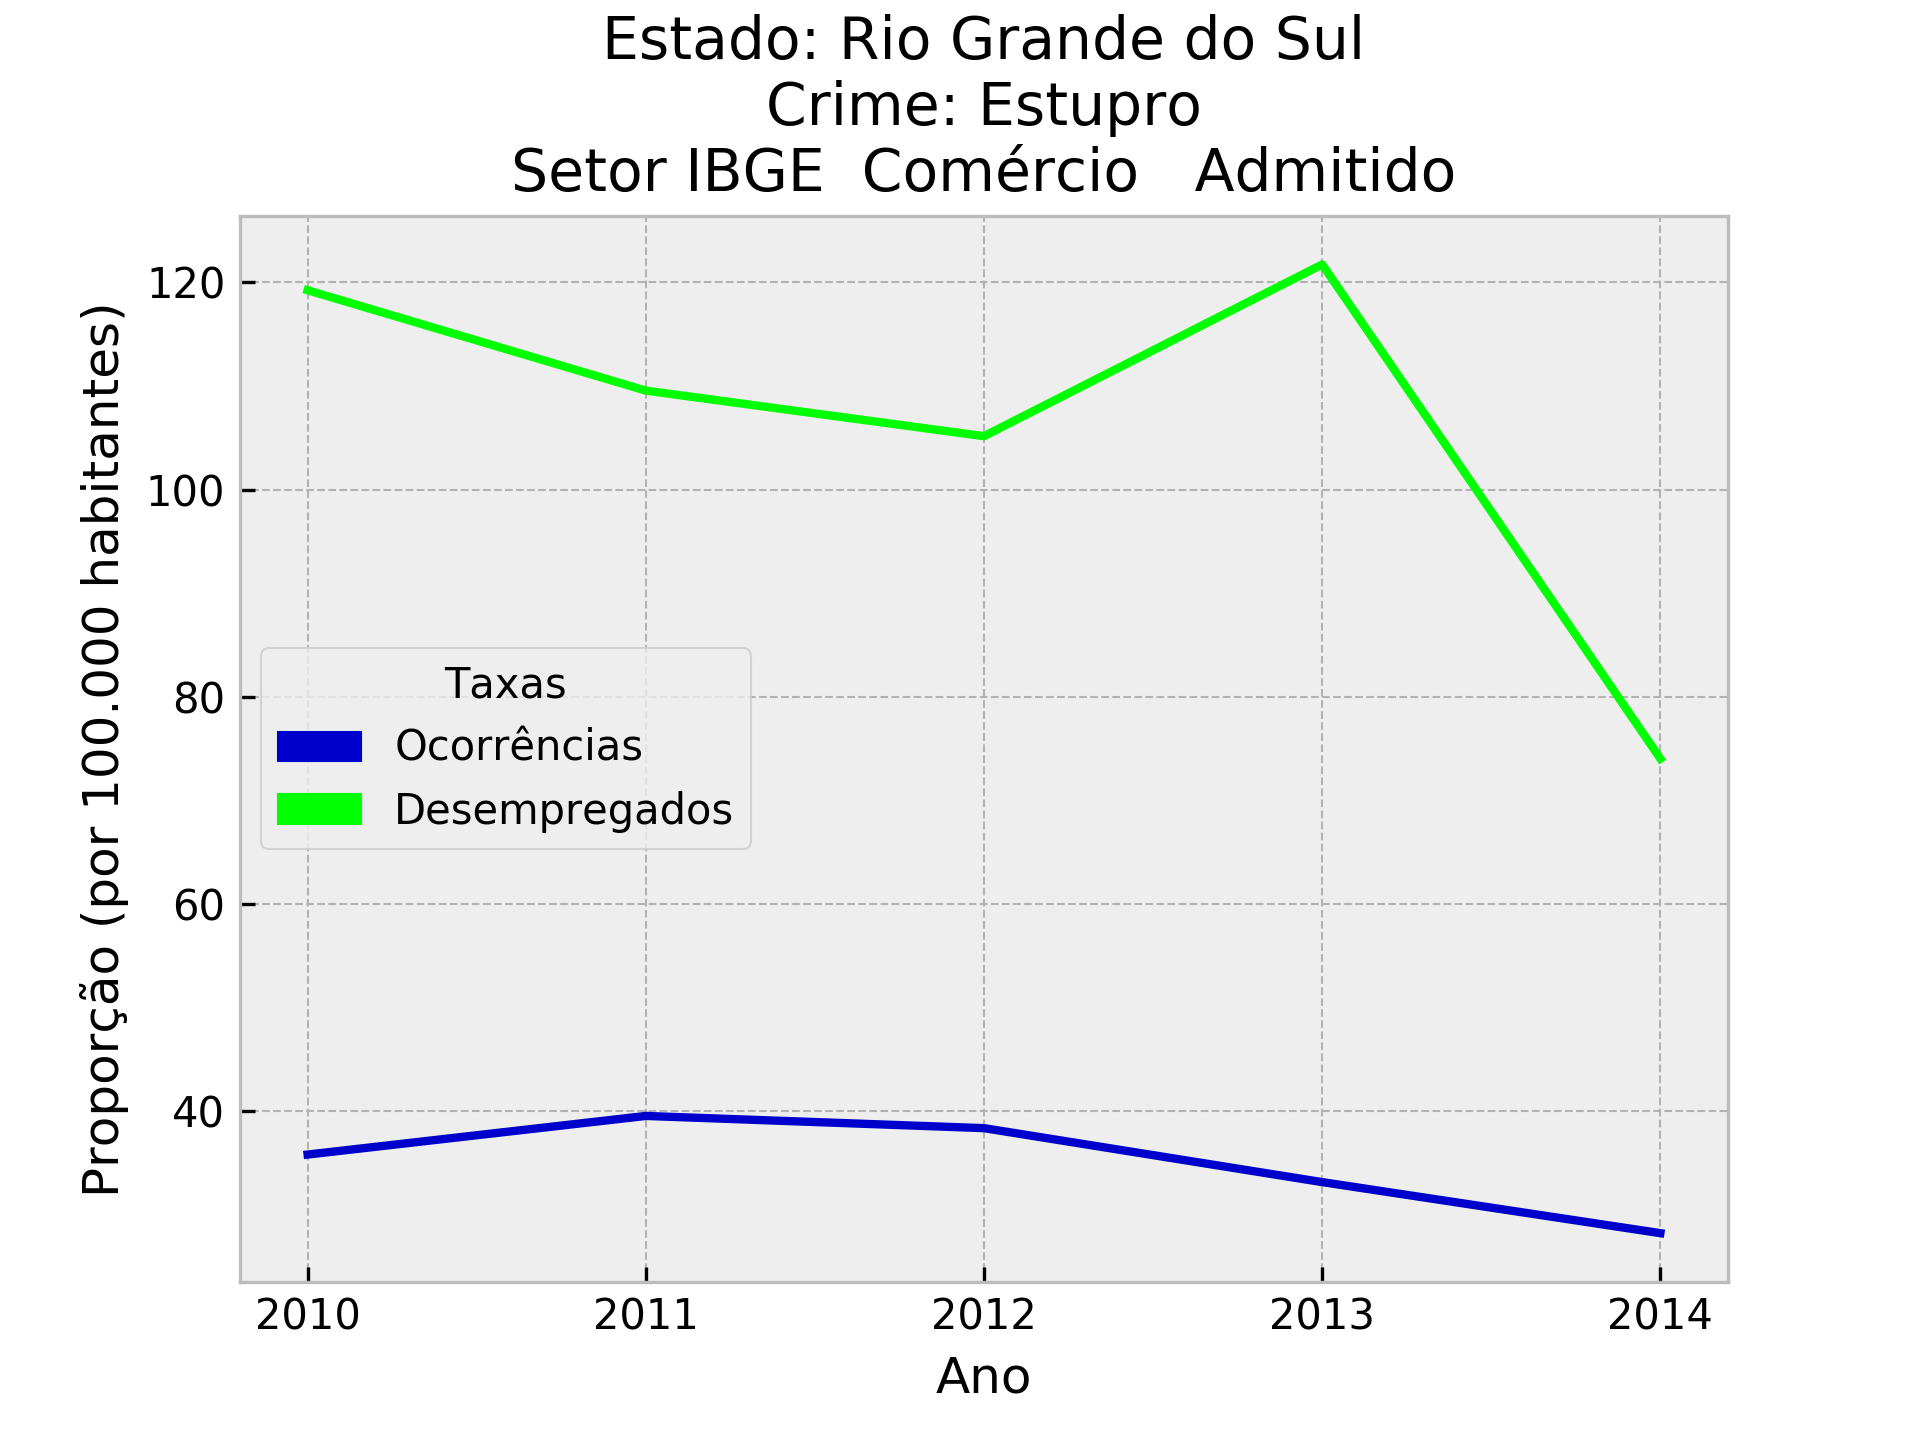 Estado: Rio Grande do Sul
Crime: Estupro
Setor IBGE  Comércio   Admitido
Proporção (por 100.000 habitantes)
120
100
80
60
40
Taxas
Ocorrências
Desempregados
2010 2011 2012 2013 2014
Ano